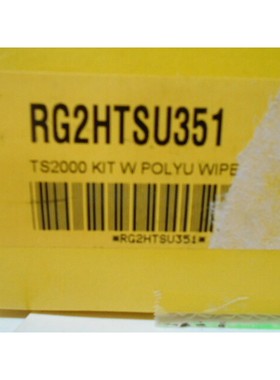 RG2HTSU351
TS2000 KIT W POLYU WIPE
*RG2HTSU351*